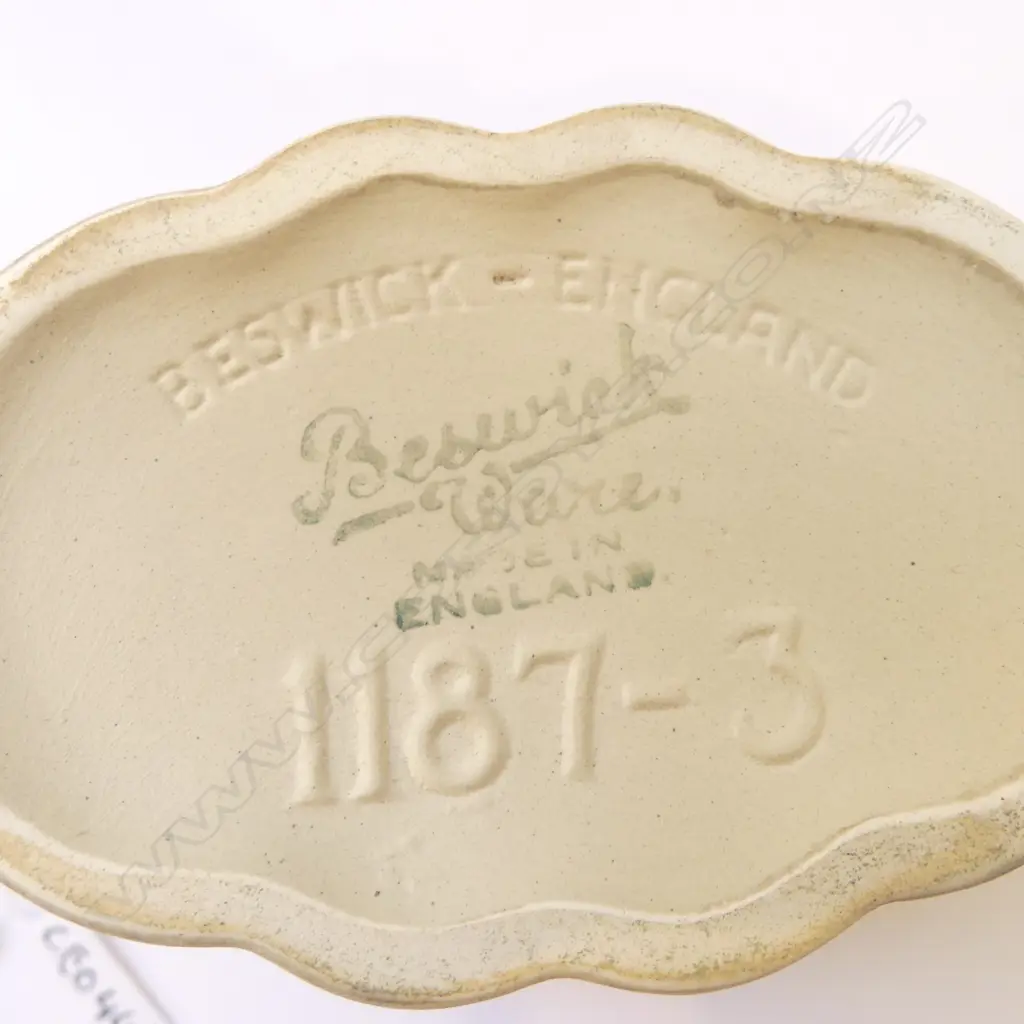 BESWICK - ENGLAND
Beswick
Ware.
MADE IN
ENGLAND
1187-3